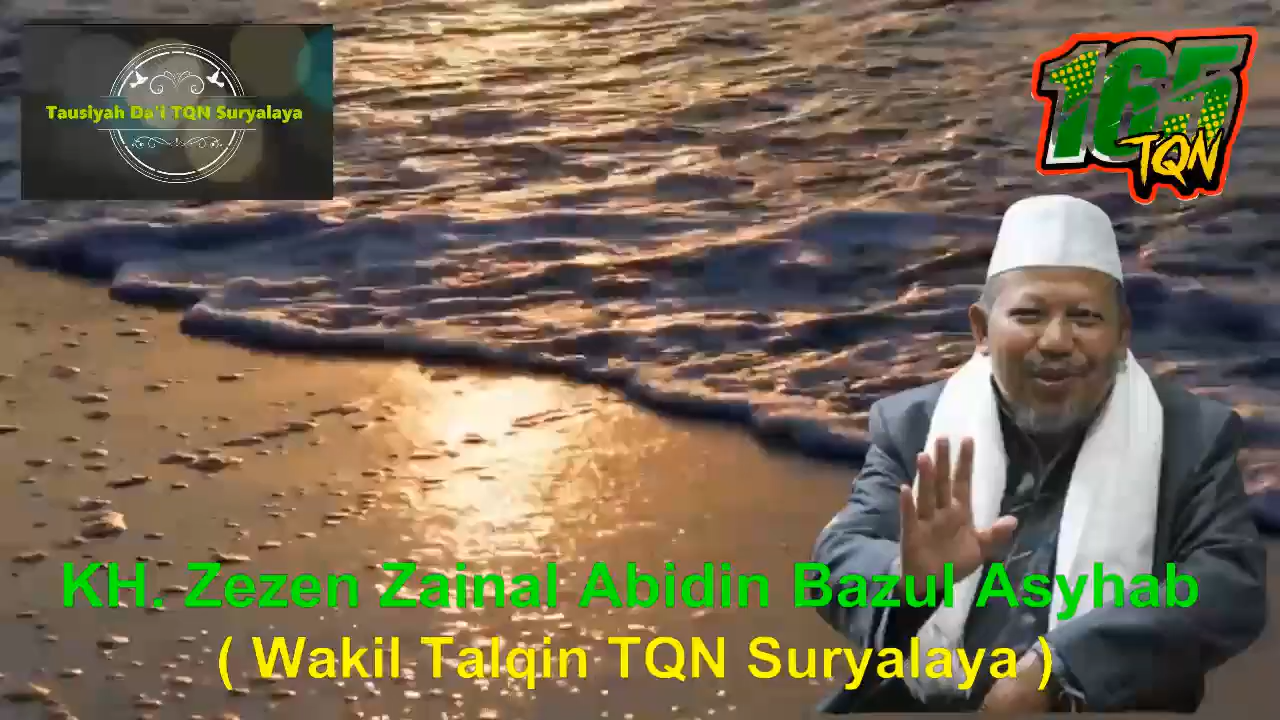 Tausiyah Da'i TQN Suryalaya
165
TQN
KH. Zezen Zainal Abidin Bazul Asyhab
( Wakil Talqin TQN Suryalaya )